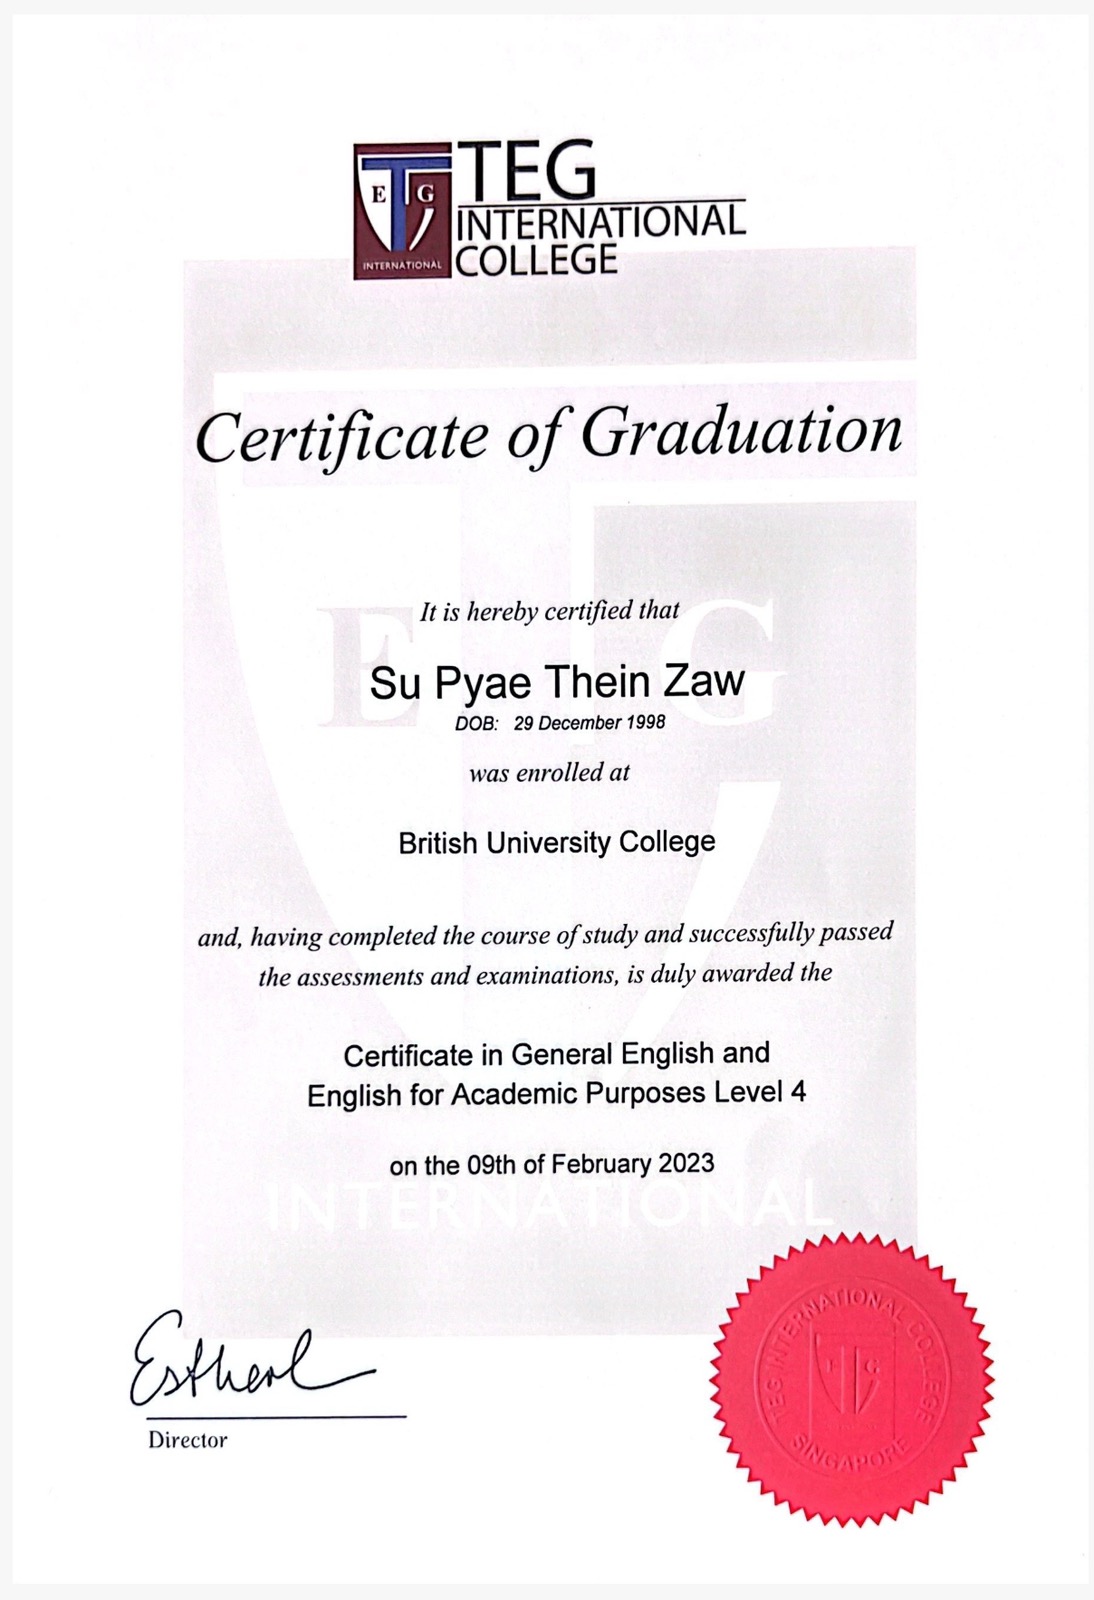 E T G
INTERNATIONAL
TEG
INTERNATIONAL
COLLEGE
Certificate of Graduation
It is hereby certified that
Su Pyae Thein Zaw
DOB: 29 December 1998
was enrolled at
British University College
and, having completed the course of study and successfully passed
the assessments and examinations, is duly awarded the
Certificate in General English and
English for Academic Purposes Level 4
on the 09th of February 2023
E G
INTERNATIONAL
Estherl
Director
TEG INTERNATIONAL COLLEGE
SINGAPORE